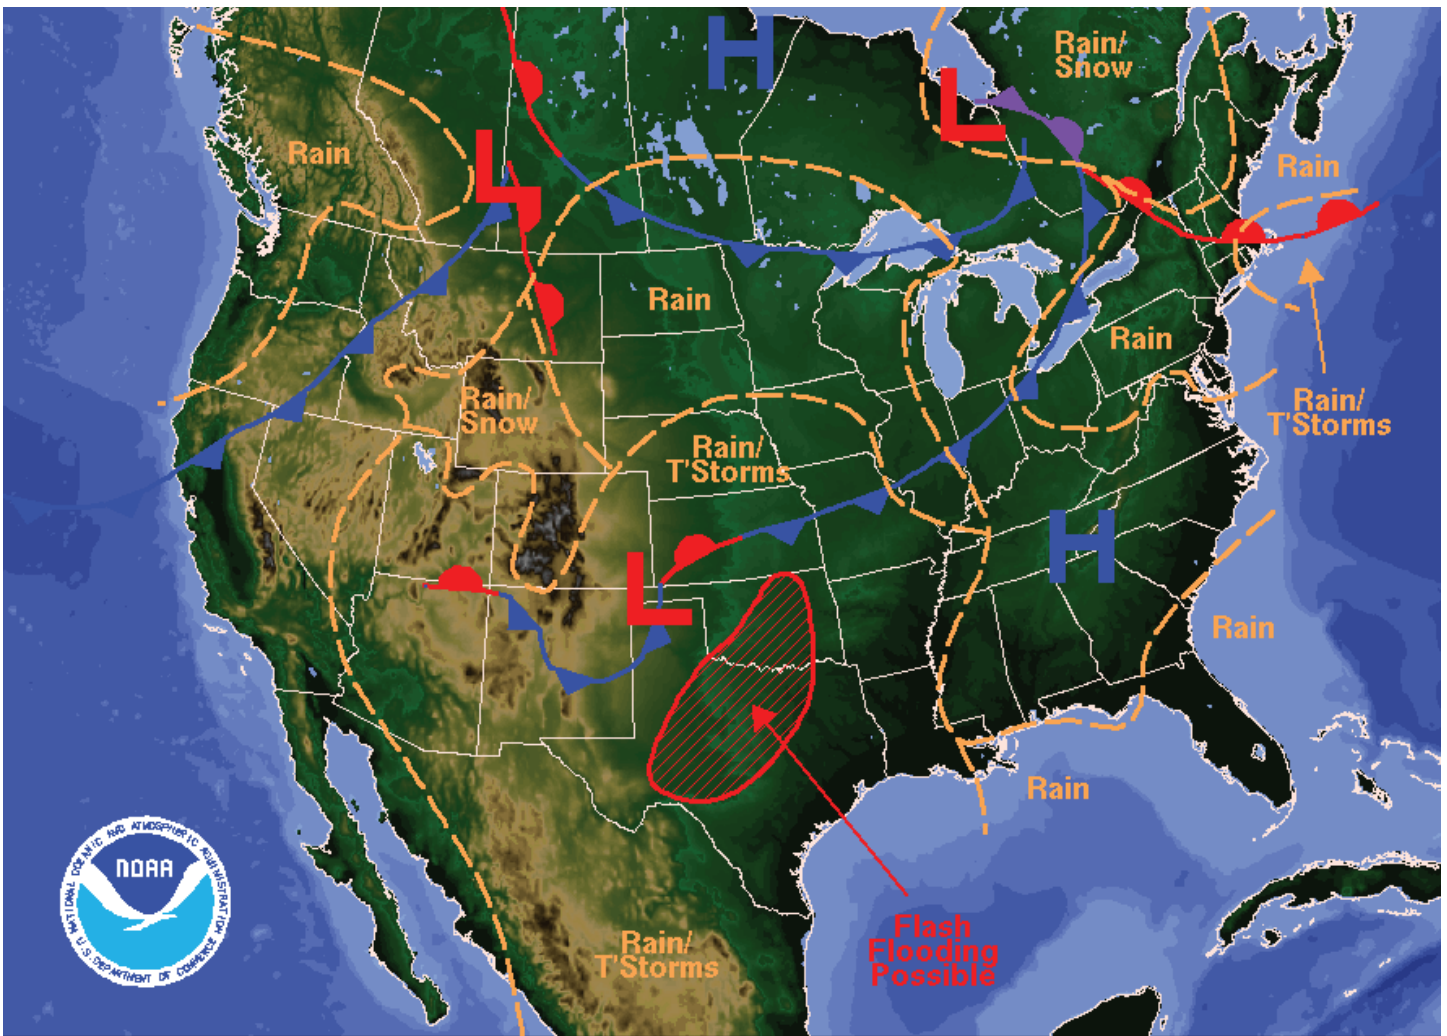 H
Rain/
Snow
L
L
Rain
Rain
Rain
Rain
Rain/
Snow
Rain/
T'Storms
Rain/
T'Storms
H
L
Rain
Rain
NATIONAL OCEANIC AND ATMOSPHERIC ADMINISTRATION
NOAA
U.S. DEPARTMENT OF COMMERCE
Flash
Flooding
Possible
Rain/
T'Storms